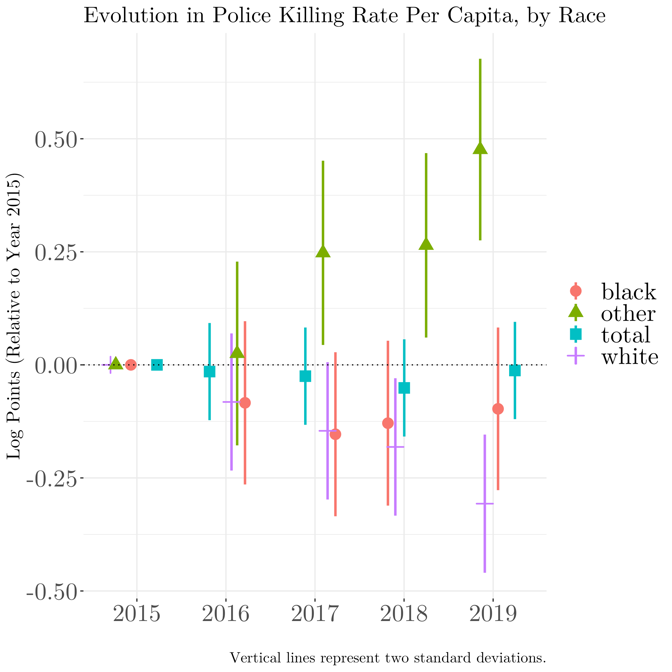 Evolution in Police Killing Rate Per Capita, by Race
Log Points (Relative to Year 2015)
0.50
0.25
0.00
-0.25
-0.50
2015 2016 2017 2018 2019
black
other
total
white
Vertical lines represent two standard deviations.